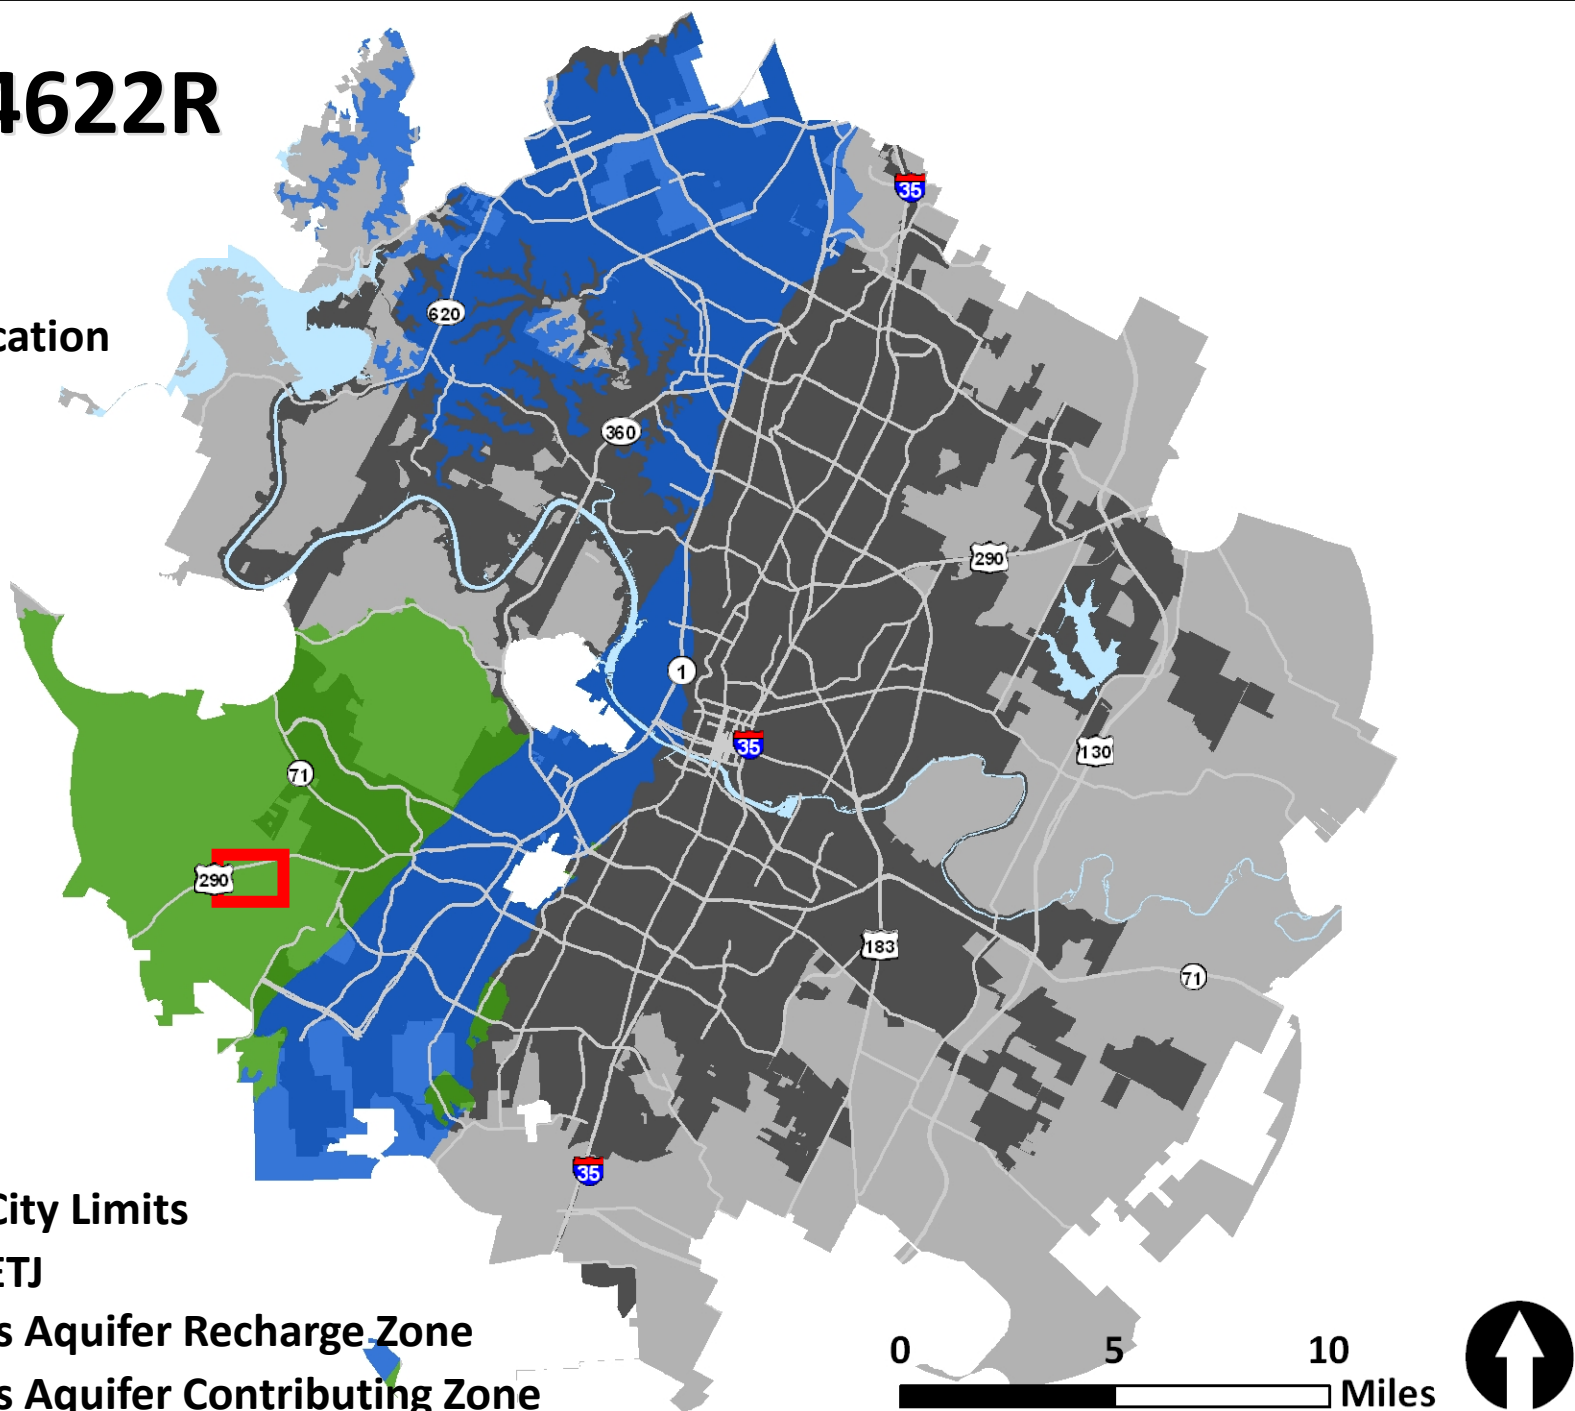 4622R
35
620
cation
360
290
1
35
130
71
290
183
71
35
City Limits
ETJ
s Aquifer Recharge Zone
s Aquifer Contributing Zone
0 5 10
Miles